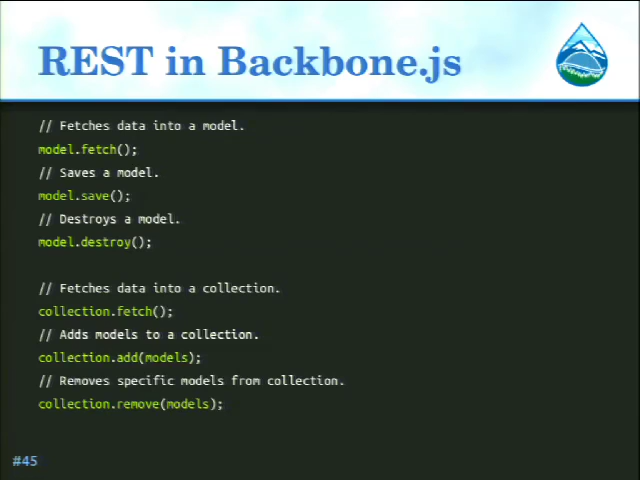 REST in Backbone.js
// Fetches data into a model.
model.fetch();
// Saves a model.
model.save();
// Destroys a model.
model.destroy();
// Fetches data into a collection.
collection.fetch();
// Adds models to a collection.
collection.add(models);
// Removes specific models from collection.
collection.remove(models);
#45